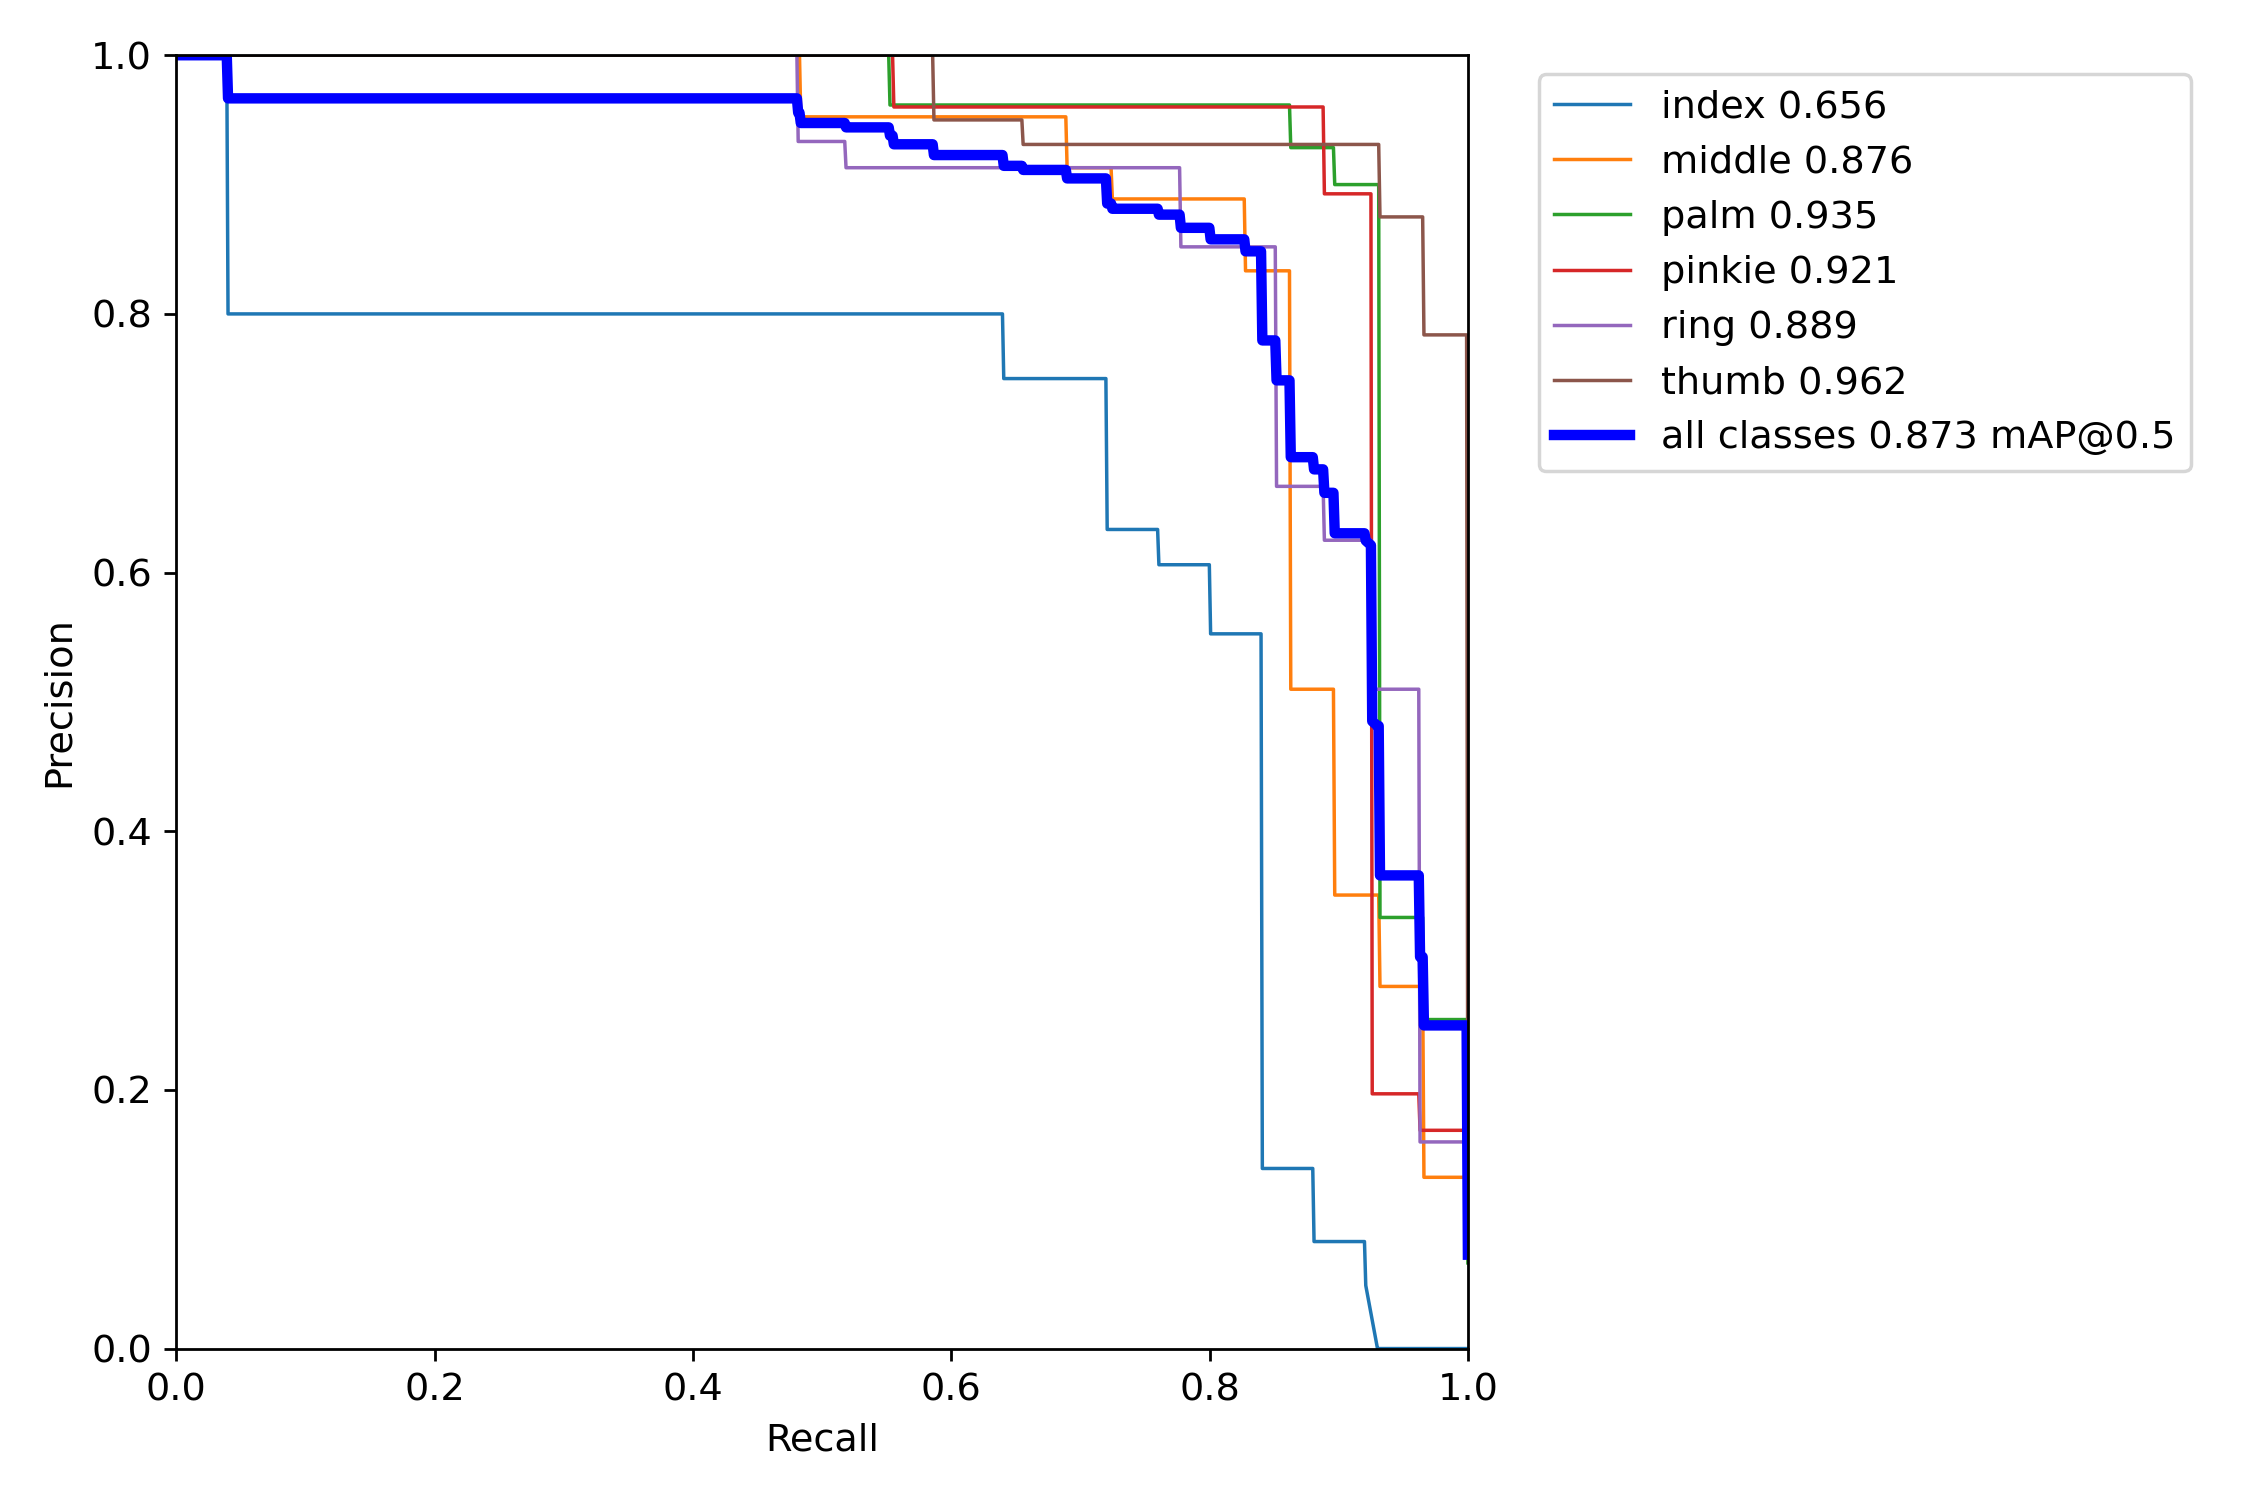 1.0
0.8
0.6
0.4
0.2
0.0
Precision
0.0 0.2 0.4 0.6 0.8 1.0
Recall
index 0.656
middle 0.876
palm 0.935
pinkie 0.921
ring 0.889
thumb 0.962
all classes 0.873 mAP@0.5